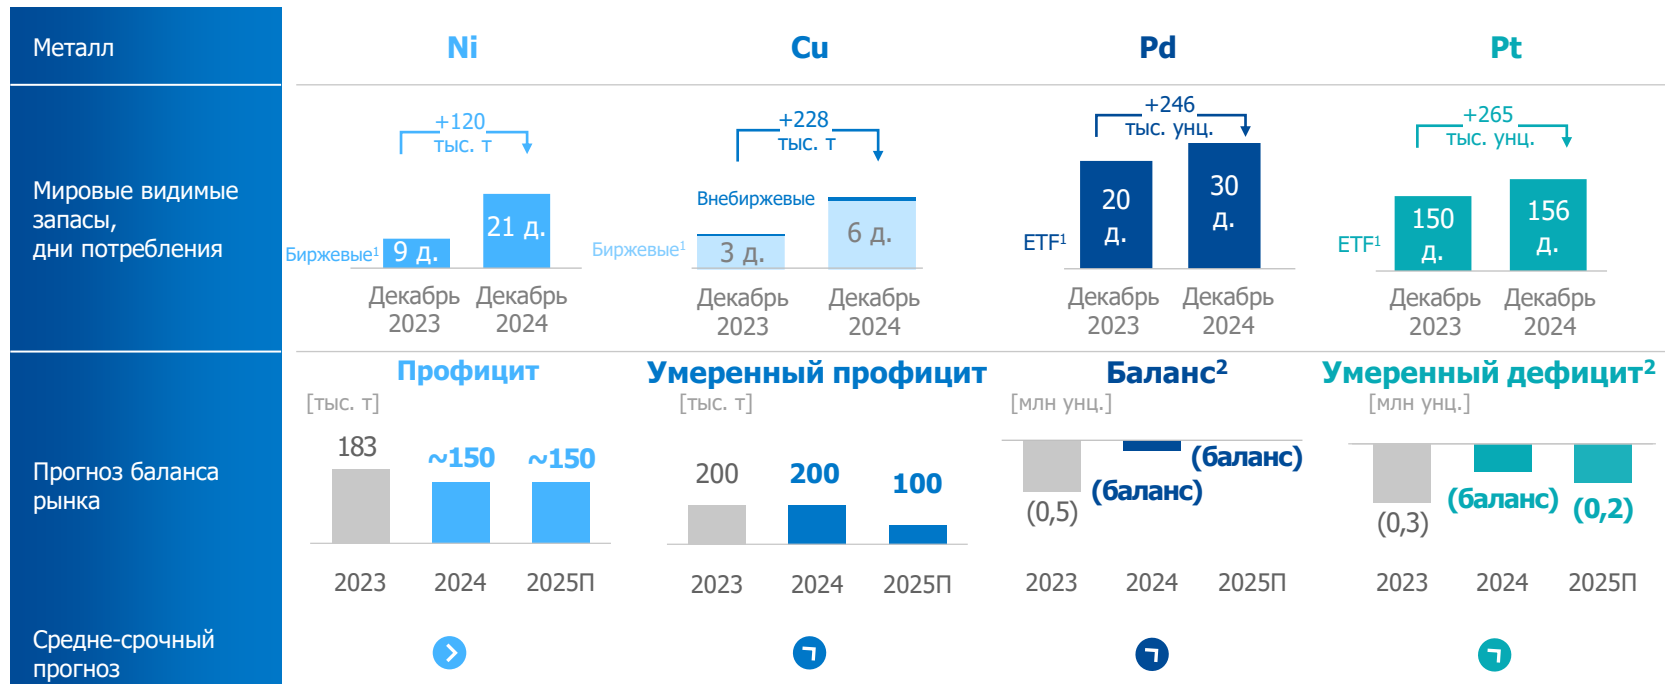 Металл
Ni
Cu
Pd
Pt
Мировые видимые
запасы,
дни потребления
+120
тыс. т
Биржевые¹
9 д.
21 д.
Декабрь
2023
Декабрь
2024
+228
тыс. т
Внебиржевые
Биржевые¹
3 д.
6 д.
Декабрь
2023
Декабрь
2024
+246
тыс. унц.
ETF¹
20
д.
30
д.
Декабрь
2023
Декабрь
2024
+265
тыс. унц.
ETF¹
150
д.
156
д.
Декабрь
2023
Декабрь
2024
Прогноз баланса
рынка
Профицит
[тыс. т]
183
~150
~150
2023
2024
2025П
Умеренный профицит
[тыс. т]
200
200
100
2023
2024
2025П
Баланс²
[млн унц.]
(0,5)
(баланс)
(баланс)
2023
2024
2025П
Умеренный дефицит²
[млн унц.]
(0,3)
(баланс)
(0,2)
2023
2024
2025П
Средне-срочный
прогноз